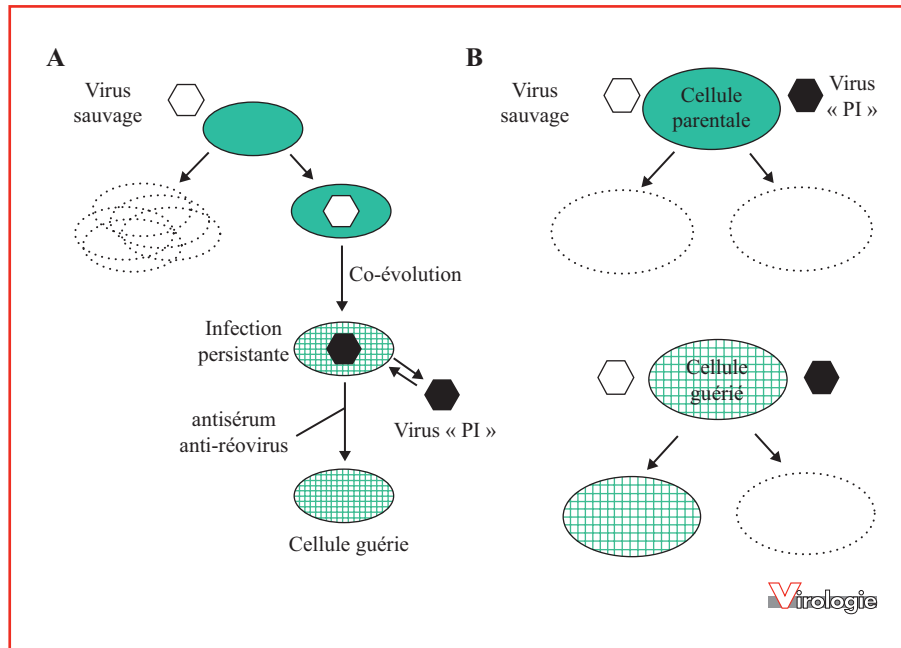 A
Virus
sauvage
Co-évolution
Infection
persistante
antisérum
anti-réovirus
Virus « PI »
Cellule guérie
B
Virus
sauvage
Cellule
parentale
Virus
« PI »
Cellule
guérié
Virologie